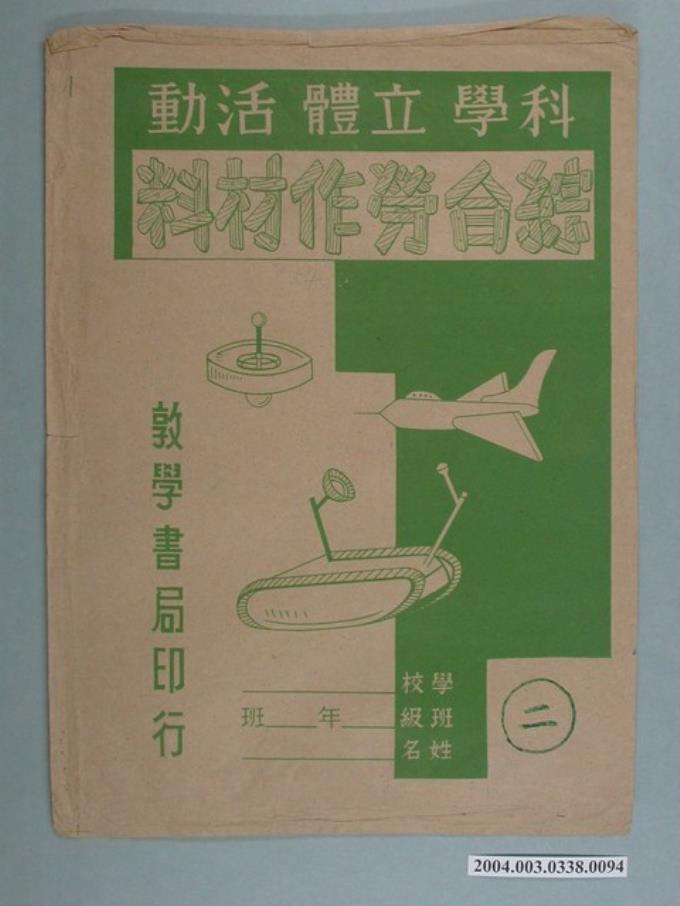 科學 立體 活動
綜合勞作材料
敦學書局印行
學校
班級 年 班
姓名
二
2004.003.0338.0094